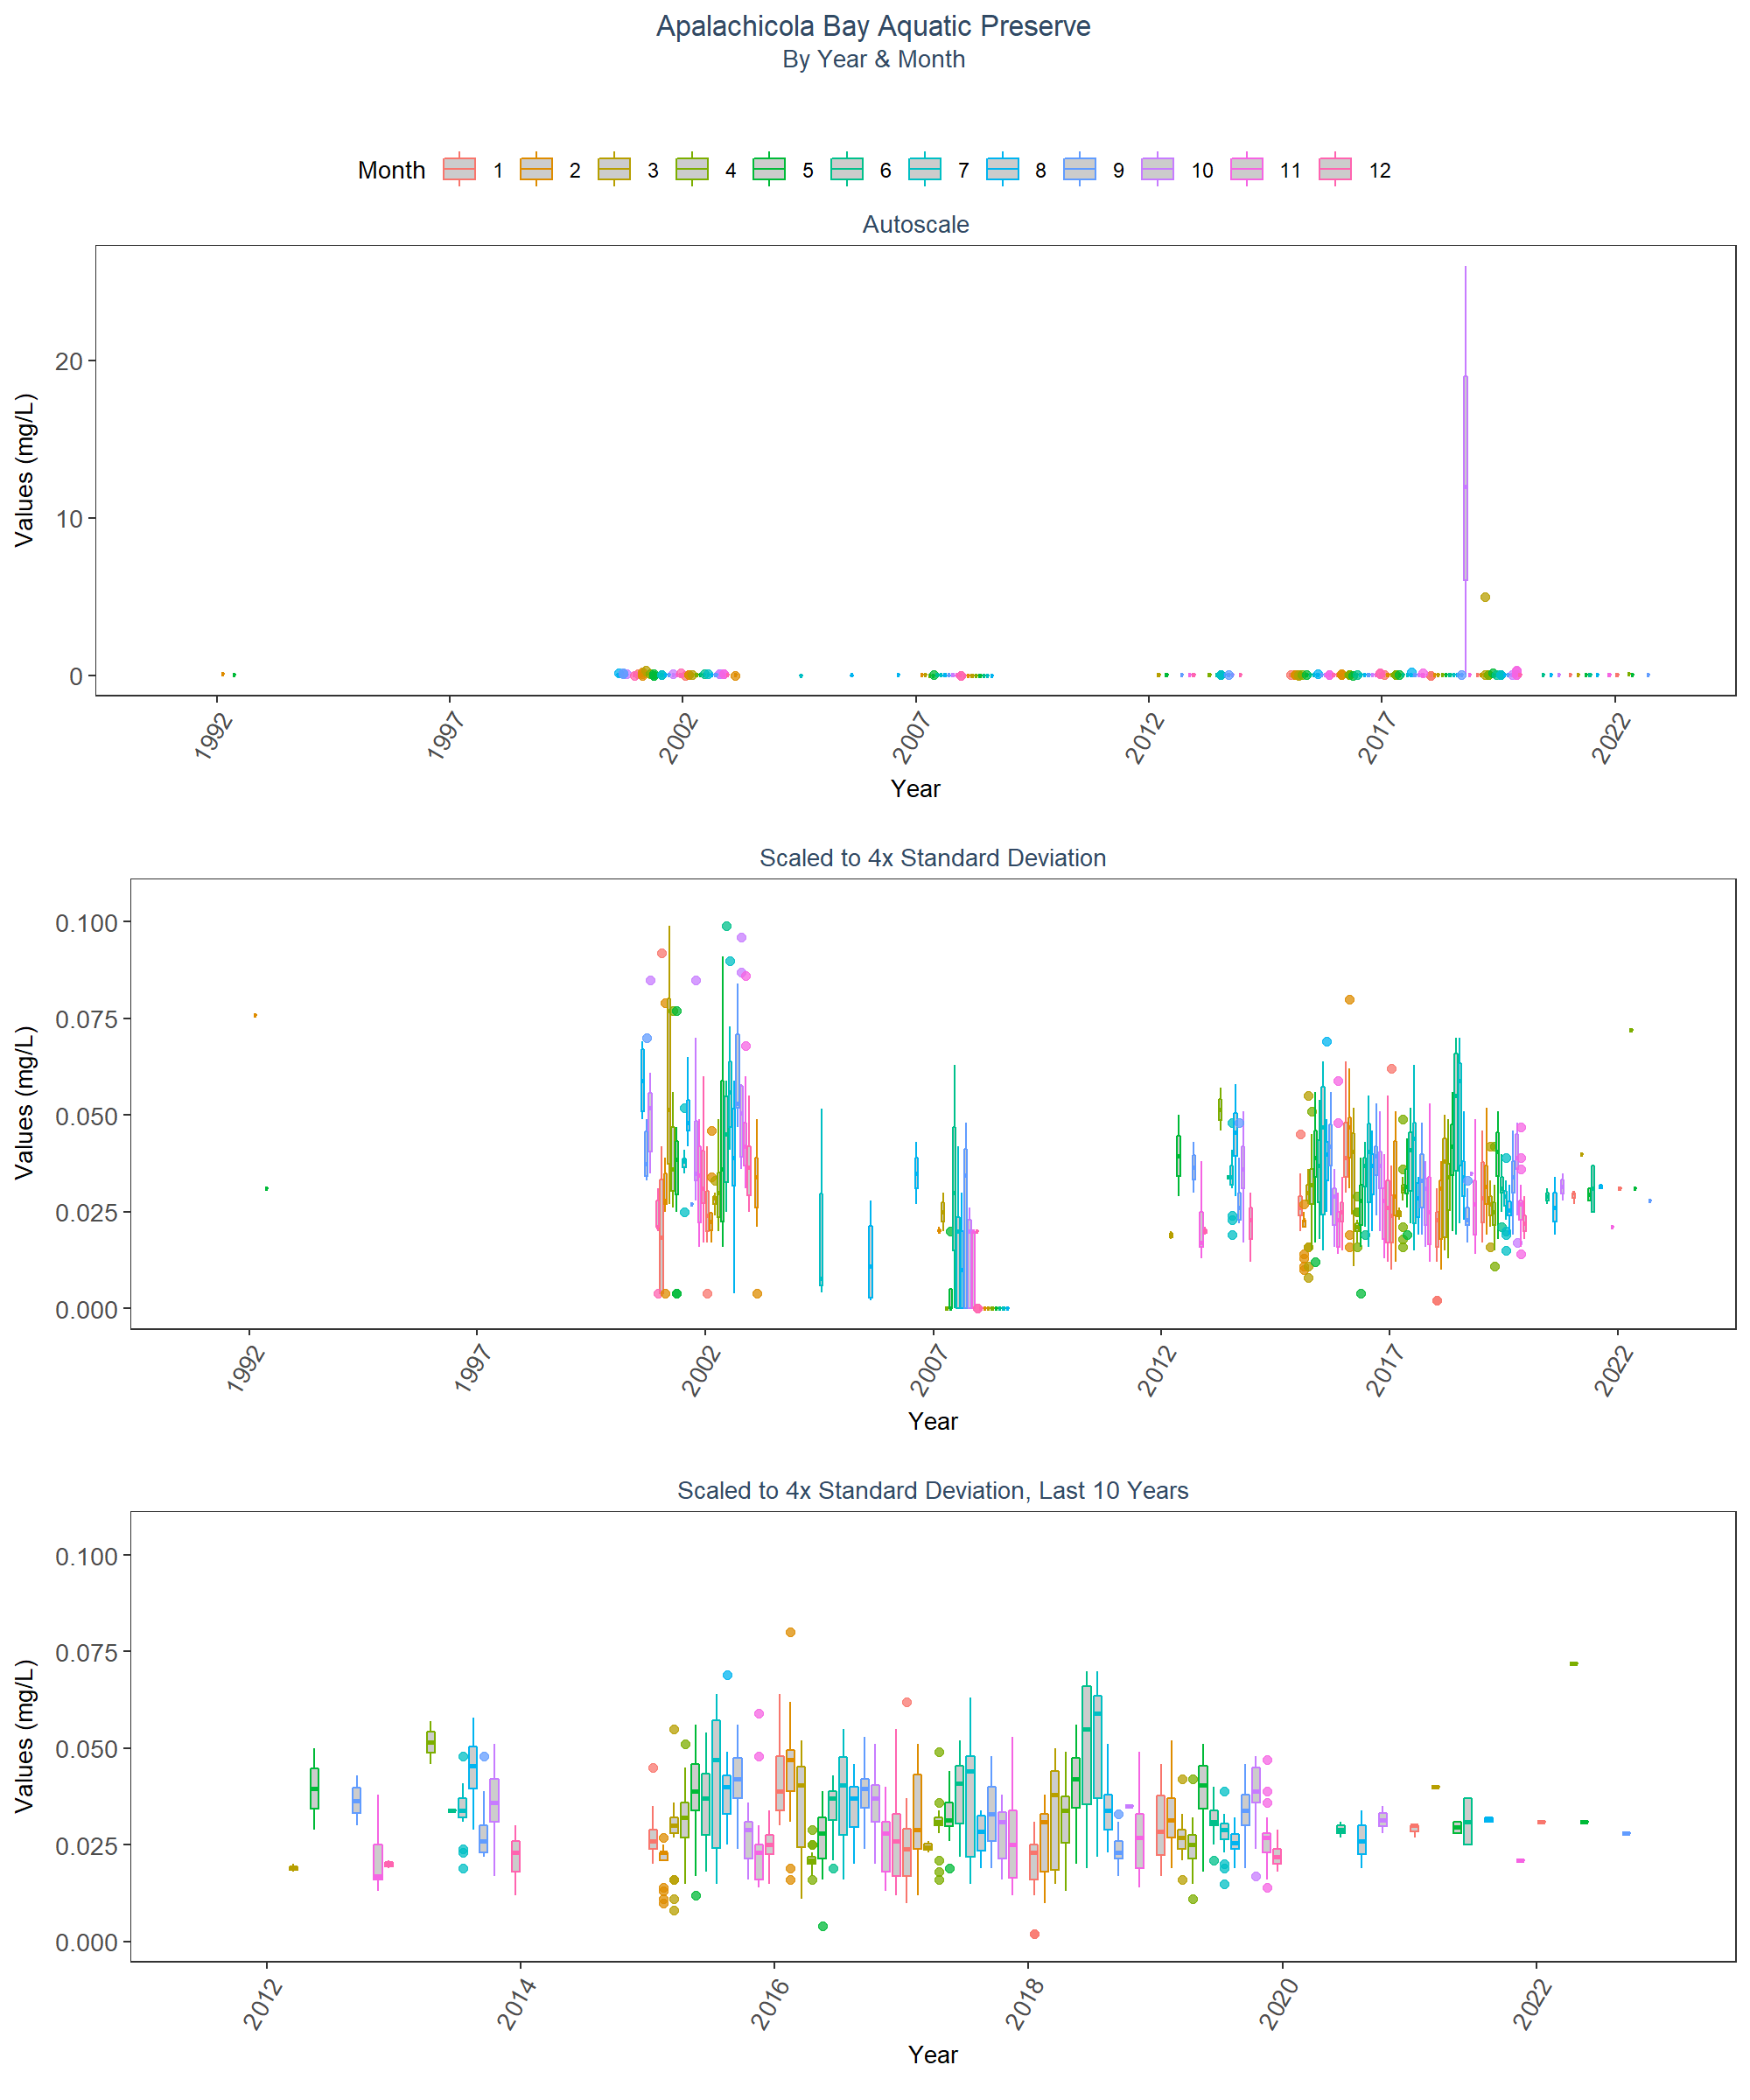 Apalachicola Bay Aquatic Preserve
By Year & Month
Month 1 2 3 4 5 6 7 8 9 10 11 12
Autoscale
Values (mg/L)
20
10
0
1992 1997 2002 2007 2012 2017 2022
Year
Scaled to 4x Standard Deviation
Values (mg/L)
0.100
0.075
0.050
0.025
0.000
1992 1997 2002 2007 2012 2017 2022
Year
Scaled to 4x Standard Deviation, Last 10 Years
Values (mg/L)
0.100
0.075
0.050
0.025
0.000
2012 2014 2016 2018 2020 2022
Year